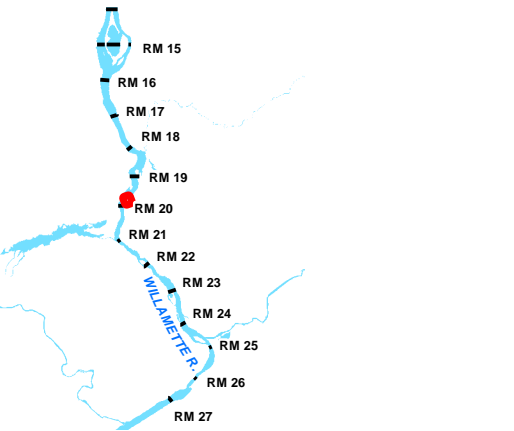 RM 15
RM 16
RM 17
RM 18
RM 19
RM 20
RM 21
RM 22
RM 23
WILLAMETTE R.
RM 24
RM 25
RM 26
RM 27